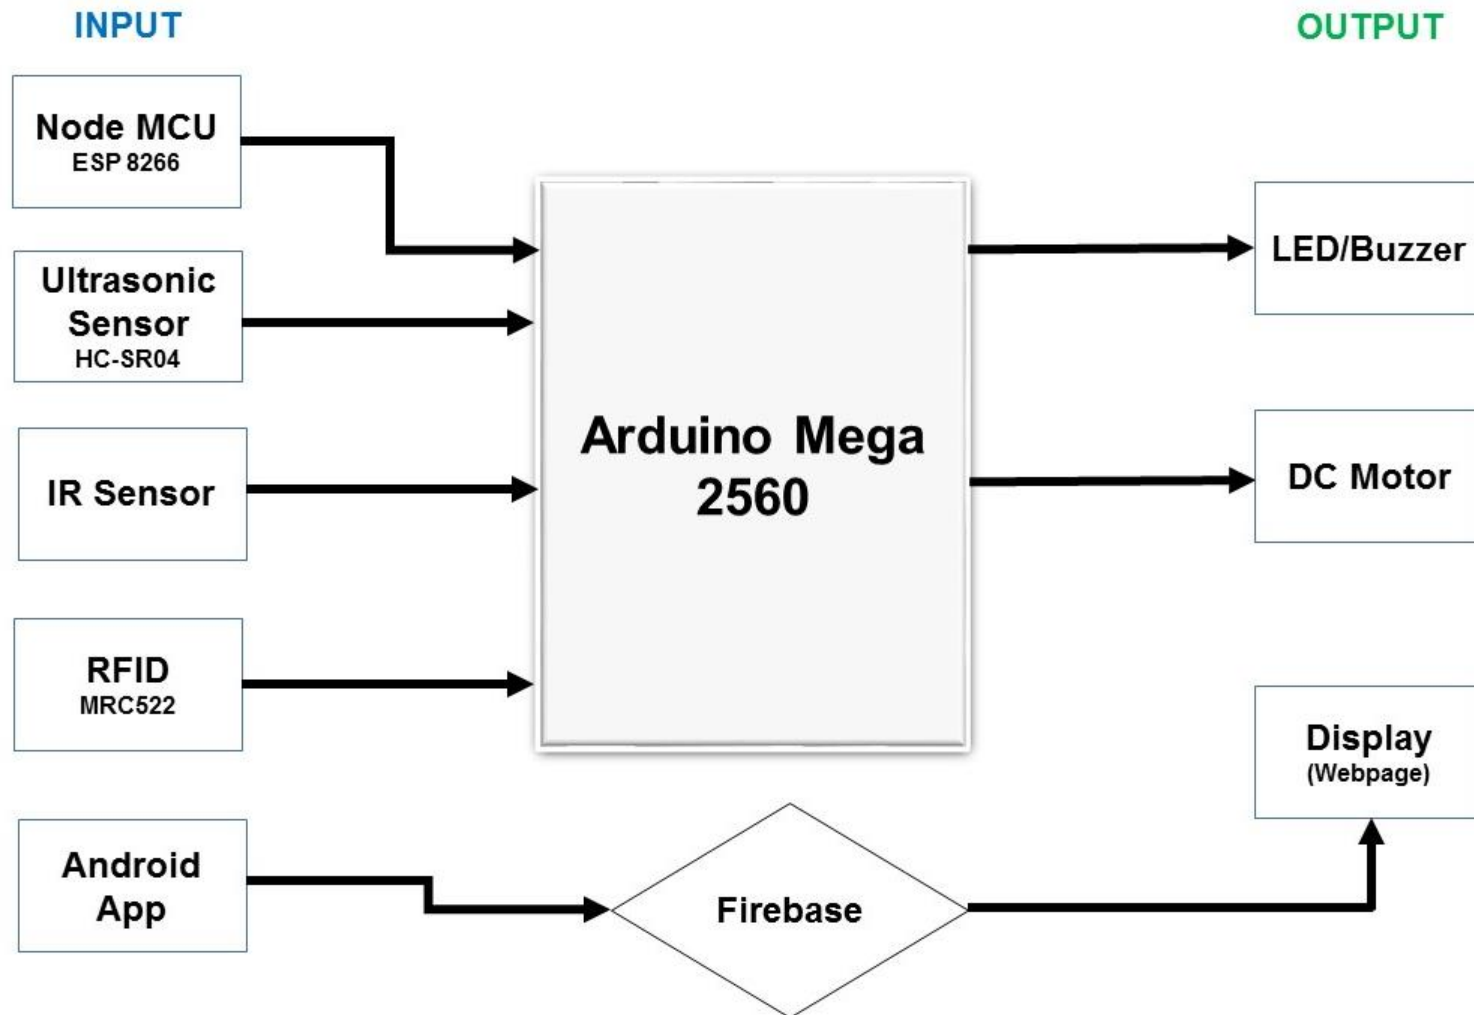 INPUT
OUTPUT
Node MCU
ESP 8266
Ultrasonic
Sensor
HC-SR04
IR Sensor
RFID
MRC522
Android
App
Arduino Mega
2560
Firebase
LED/Buzzer
DC Motor
Display
(Webpage)